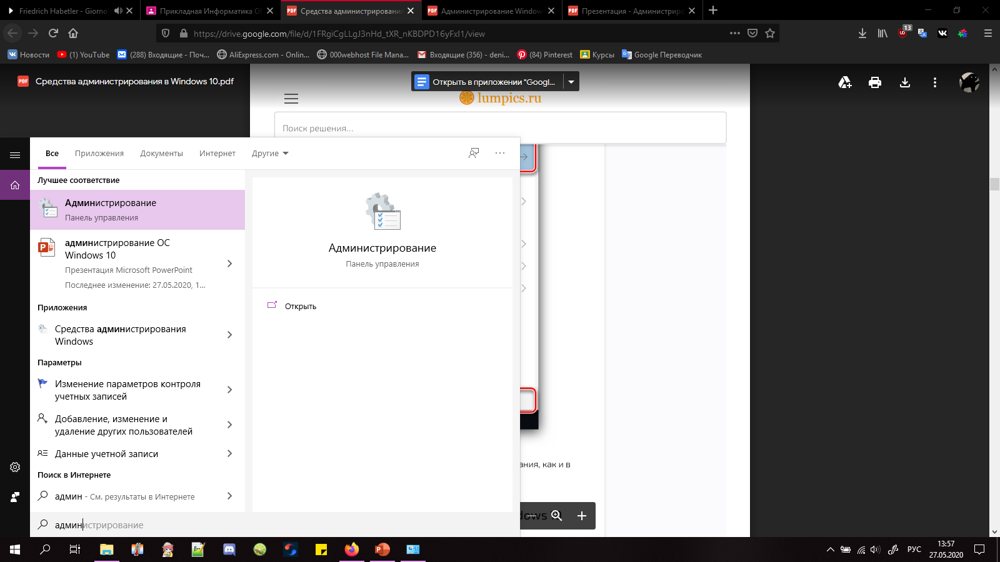 Friedrich Habetler - Giorno'
Прикладная Информатика О
Средства администрирования
Администрирование Window
Презентация - Администрир
https://drive.google.com/file/d/1FRgiCgLLgJ3nHd_tXR_nKBDPD16yFxI1/view
13
Новости
(1) YouTube
(288) Входящие - Поч...
AliExpress.com - Onlin...
000webhost File Mana...
Входящие (356) - deni...
(84) Pinterest
Курсы
Google Переводчик
PDF
Средства администрирования в Windows 10.pdf
Открыть в приложении "Googl...
lumpics.ru
Поиск решения...
Все
Приложения
Документы
Интернет
Другие
Лучшее соответствие
Администрирование
Панель управления
администрирование ОС
Windows 10
Презентация Microsoft PowerPoint
Последнее изменение: 27.05.2020, 1...
Приложения
Средства администрирования
Windows
Параметры
Изменение параметров контроля
учетных записей
Добавление, изменение и
удаление других пользователей
Данные учетной записи
Поиск в Интернете
админ - См. результаты в Интернете
администрирование
Администрирование
Панель управления
Открыть
ания, как и в
dows 10
РУС
13:57
27.05.2020